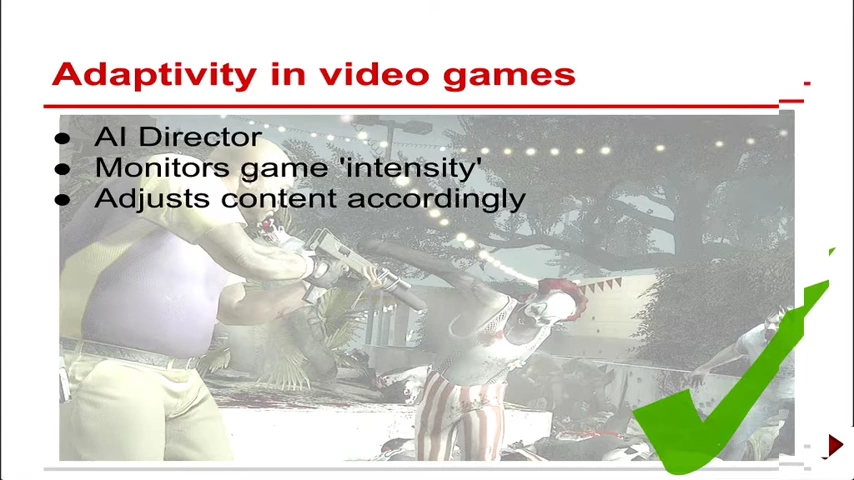 Adaptivity in video games
● AI Director
● Monitors game 'intensity'
● Adjusts content accordingly